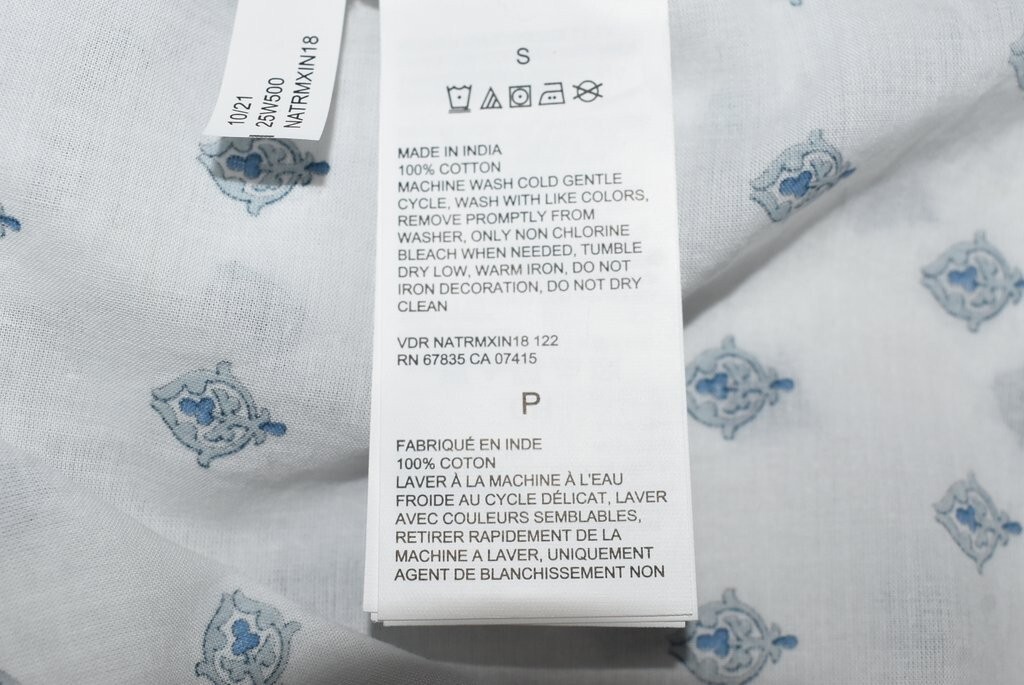 10/21
25W500
NATRMXIN18
S
MADE IN INDIA
100% COTTON
MACHINE WASH COLD GENTLE
CYCLE, WASH WITH LIKE COLORS,
REMOVE PROMPTLY FROM
WASHER, ONLY NON CHLORINE
BLEACH WHEN NEEDED, TUMBLE
DRY LOW, WARM IRON, DO NOT
IRON DECORATION, DO NOT DRY
CLEAN
VDR NATRMXIN18 122
RN 67835 CA 07415
P
FABRIQUÉ EN INDE
100% COTON
LAVER À LA MACHINE À L'EAU
FROIDE AU CYCLE DÉLICAT, LAVER
AVEC COULEURS SEMBLABLES,
RETIRER RAPIDEMENT DE LA
MACHINE A LAVER, UNIQUEMENT
AGENT DE BLANCHISSEMENT NON